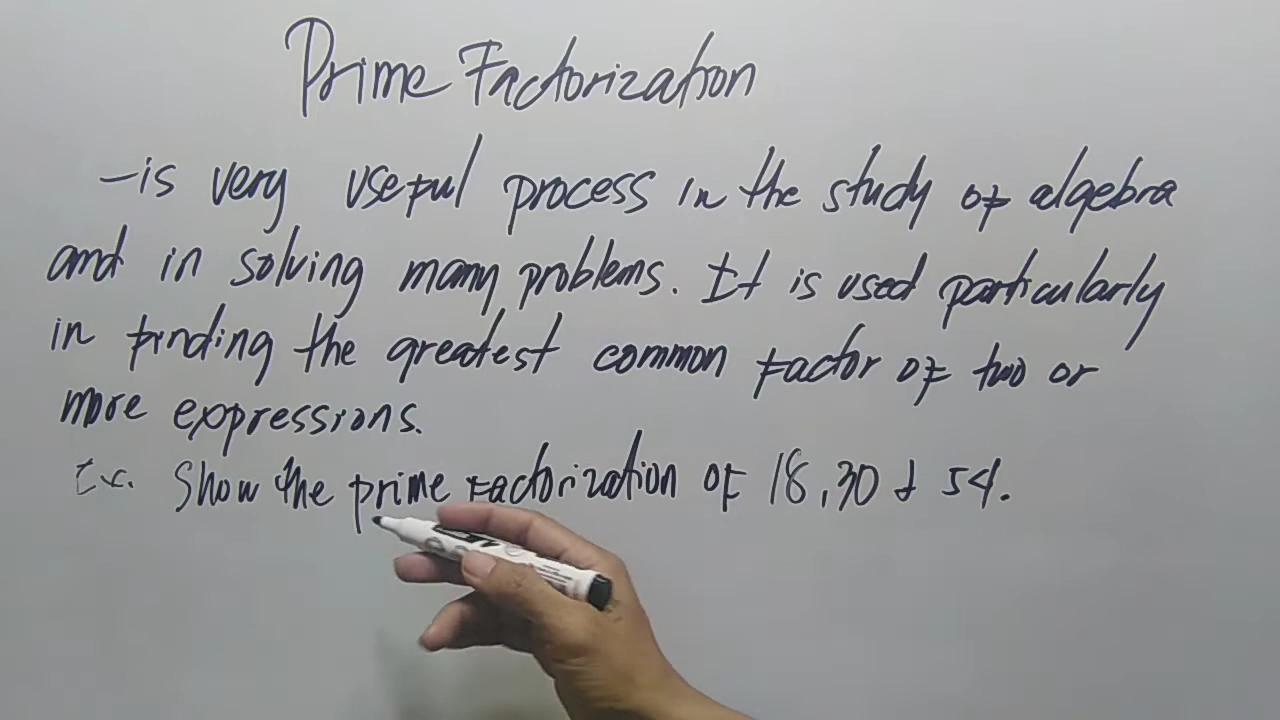 Prime Factorization
-is very useful process in the study of algebra
and in solving many problems. It is used particularly
in finding the greatest common factor of two or
more expressions.
Ex. Show the prime factorization of 18, 30 & 54.